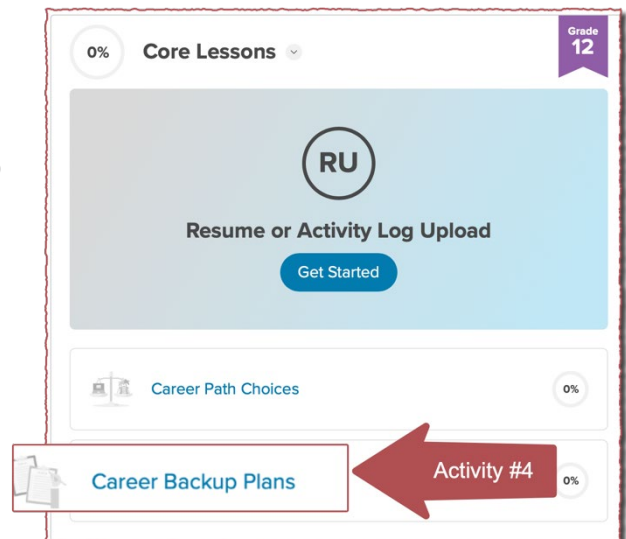 0%
Core Lessons
Grade
12
RU
Resume or Activity Log Upload
Get Started
Career Path Choices
0%
Career Backup Plans
Activity #4
0%